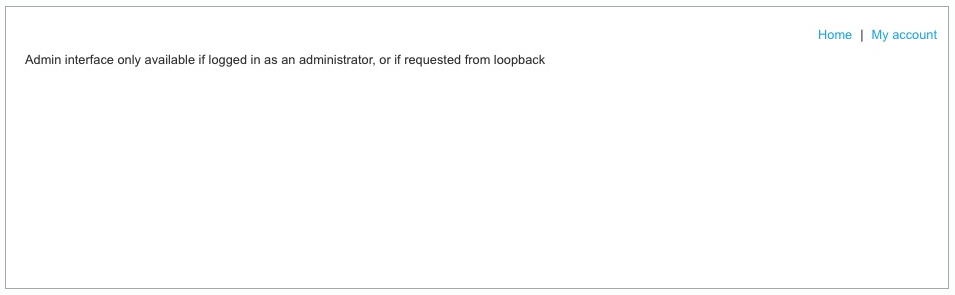 Home | My account
Admin interface only available if logged in as an administrator, or if requested from loopback